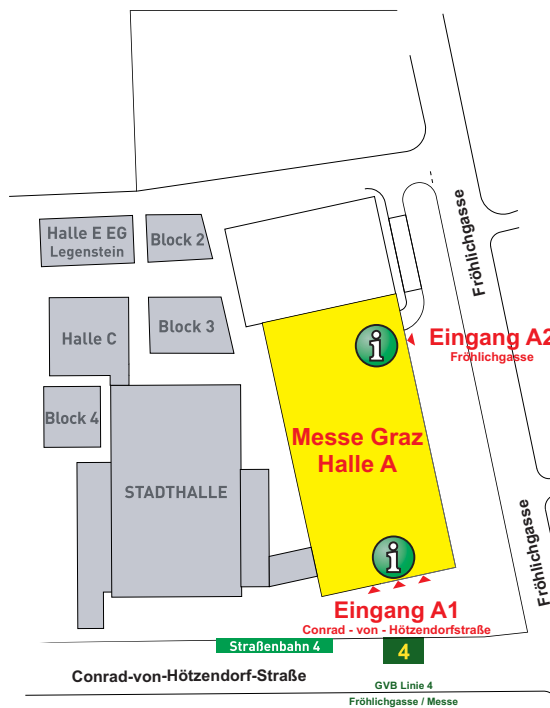 Halle E EG
Legenstein
Block 2
Fröhlichgasse
Halle C
Block 3
Eingang A2
Fröhlichgasse
i
Block 4
Messe Graz
Halle A
STADTHALLE
Fröhlichgasse
i
Eingang A1
Conrad - von - Hötzendorfstraße
Straßenbahn 4
4
Conrad-von-Hötzendorf-Straße
GVB Linie 4
Fröhlichgasse / Messe